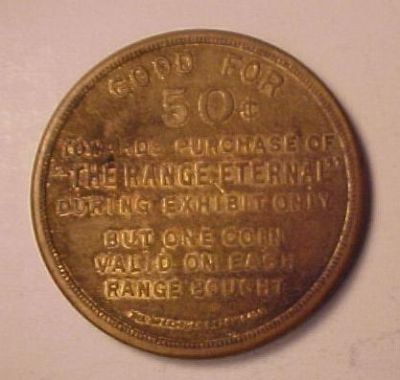 GOOD FOR
50¢
TOWARDS PURCHASE OF
"THE RANGE ETERNAL"
DURING EXHIBIT ONLY
BUT ONE COIN
VALID ON EACH
RANGE BOUGHT